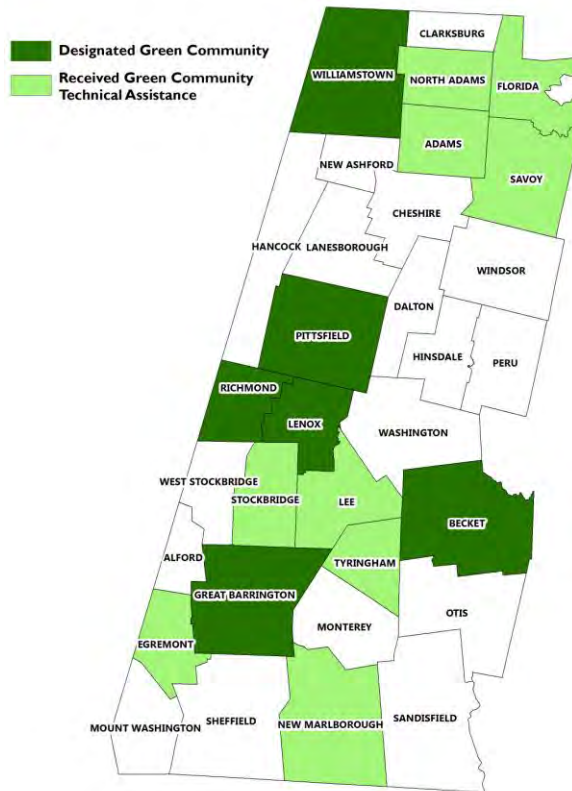 Designated Green Community
Received Green Community
Technical Assistance
CLARKSBURG
WILLIAMSTOWN
NORTH ADAMS
FLORIDA
ADAMS
NEW ASHFORD
SAVOY
CHESHIRE
HANCOCK
LANESBOROUGH
WINDSOR
DALTON
PITTSFIELD
HINSDALE
PERU
RICHMOND
LENOX
WASHINGTON
WEST STOCKBRIDGE
STOCKBRIDGE
LEE
BECKET
ALFORD
TYRINGHAM
GREAT BARRINGTON
OTIS
MONTEREY
EGREMONT
SHEFFIELD
NEW MARLBOROUGH
SANDISFIELD
MOUNT WASHINGTON